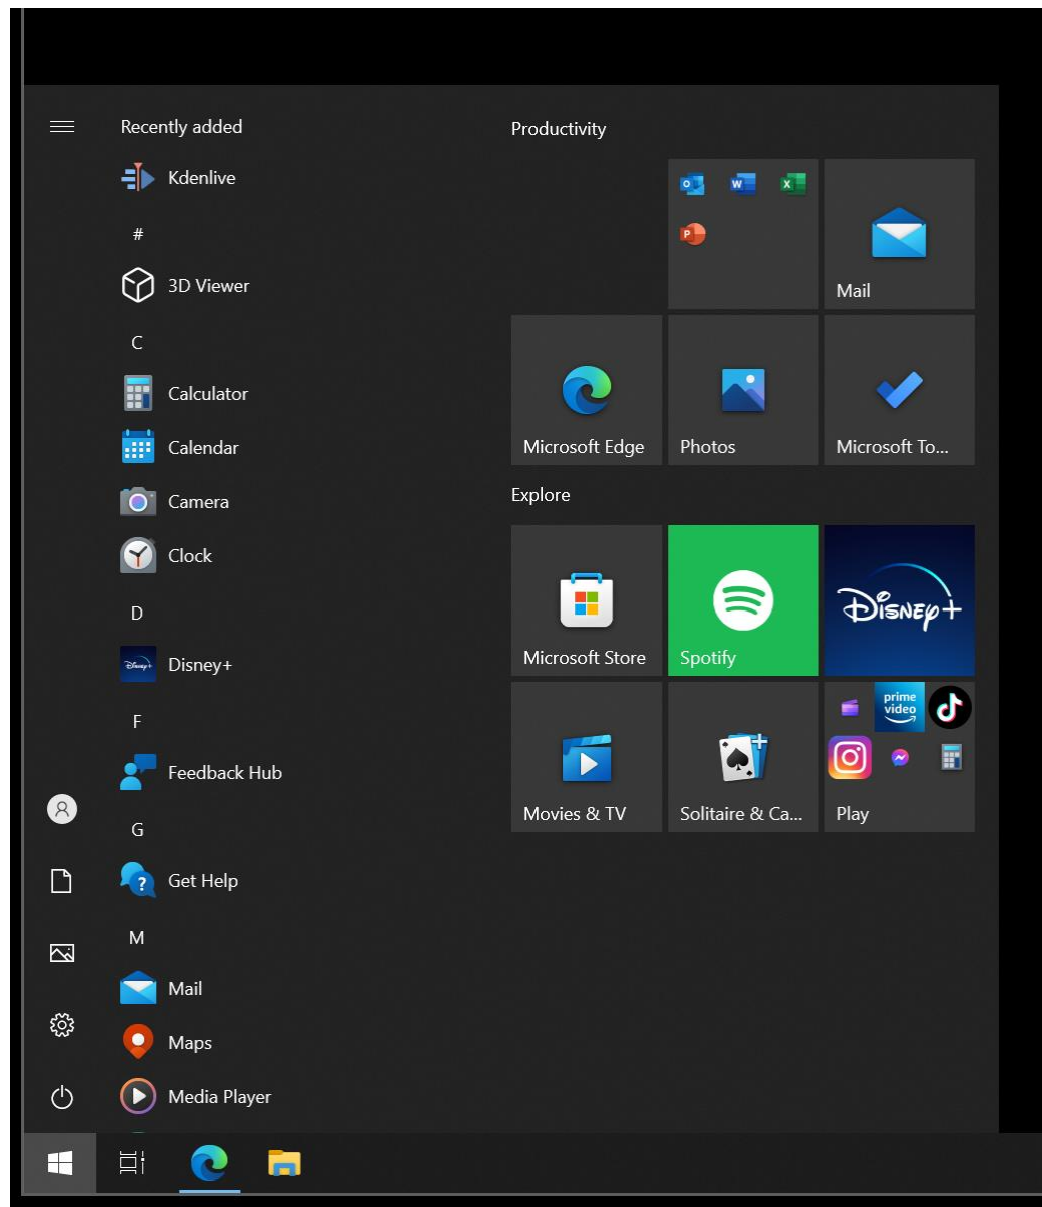 Recently added
Kdenlive
#
3D Viewer
C
Calculator
Calendar
Camera
Clock
D
Disney+
Disney+
F
Feedback Hub
G
Get Help
M
Mail
Maps
Media Player
Productivity
O
W
X
P
Mail
Microsoft Edge
Photos
Microsoft To...
Explore
Microsoft Store
Spotify
Disney+
Movies & TV
Solitaire & Ca...
prime
video
Play